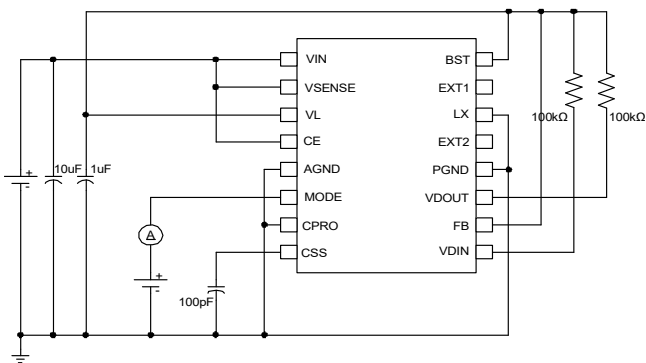 VIN
BST
VSENSE
EXT1
VL
LX
100kΩ
100kΩ
CE
EXT2
10uF
1uF
AGND
PGND
+
-
MODE
VDOUT
A
CPRO
FB
CSS
VDIN
+
-
100pF